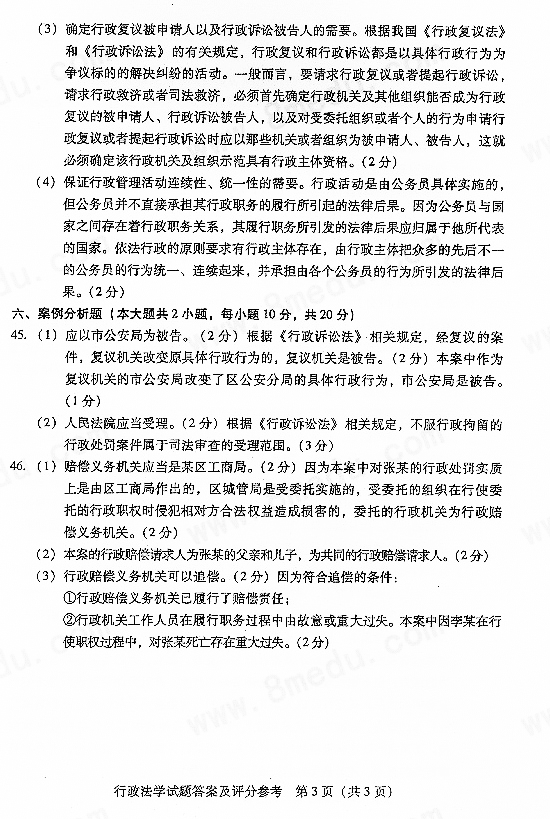 （3）确定行政复议被申请人以及行政诉讼被告人的需要。根据我国《行政复议法》
和《行政诉讼法》的有关规定，行政复议和行政诉讼都是以具体行政行为为
争议标的的解决纠纷的活动。一般而言，要请求行政复议或者提起行政诉讼，
请求行政救济或者司法救济，必须首先确定行政机关及其他组织能否成为行政
复议的被申请人、行政诉讼被告人，以及对受委托组织或者个人的行为申请行
政复议或者提起行政诉讼时应以那些机关或者组织为被申请人、被告人，这就
必须确定该行政机关及组织示范具有行政主体资格。（2分）
（4）保证行政管理活动连续性、统一性的需要。行政活动是由公务员具体实施的，
但公务员并不直接承担其行政职务的履行所引起的法律后果。因为公务员与国
家之间存在着行政职务关系，其履行职务所引发的法律后果应归属于他所代表
的国家。依法行政的原则要求有行政主体存在，由行政主体把众多的先后不一
的公务员的行为统一、连续起来，并承担由各个公务员的行为所引发的法律后
果。（2分）
六、案例分析题（本大题共2小题，每小题10分，共20分）
45.（1）应以市公安局为被告。（2分）根据《行政诉讼法》相关规定，经复议的案
件，复议机关改变原具体行政行为的，复议机关是被告。（2分）本案中作为
复议机关的市公安局改变了区公安分局的具体行政行为，市公安局是被告。
（1分）
（2）人民法院应当受理。（2分）根据《行政诉讼法》相关规定，不服行政拘留的
行政处罚案件属于司法审查的受理范围。（3分）
46.（1）赔偿义务机关应当是某区工商局。（2分）因为本案中对张某的行政处罚实质
上是由区工商局作出的，区城管局是受委托实施的，受委托的组织在行使委
托的行政职权时侵犯相对方合法权益造成损害的，委托的行政机关为行政赔
偿义务机关。（2分）
（2）本案的行政赔偿请求人为张某的父亲和儿子，为共同的行政赔偿请求人。（2分）
（3）行政赔偿义务机关可以追偿。（2分）因为符合追偿的条件：
①行政赔偿义务机关已履行了赔偿责任；
②行政机关工作人员在履行职务过程中由故意或重大过失。本案中因李某在行
使职权过程中，对张某死亡存在重大过失。（2分）
行政法学试题答案及评分参考 第3页（共3页）